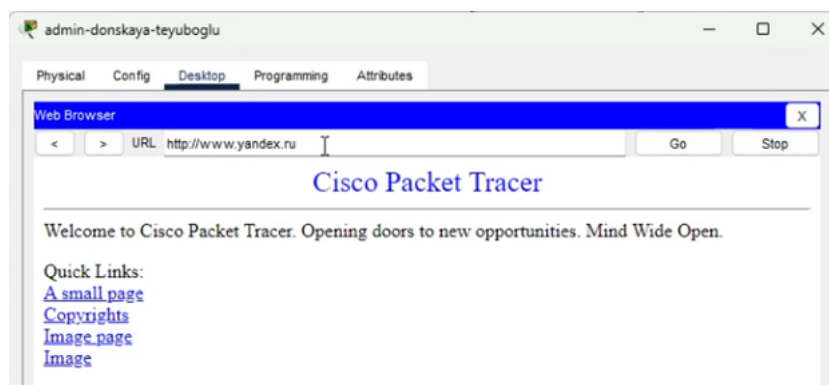 admin-donskaya-teyuboglu
Physical Config Desktop Programming Attributes
Web Browser X
< > URL http://www.yandex.ru Go Stop
Cisco Packet Tracer
Welcome to Cisco Packet Tracer. Opening doors to new opportunities. Mind Wide Open.
Quick Links:
A small page
Copyrights
Image page
Image